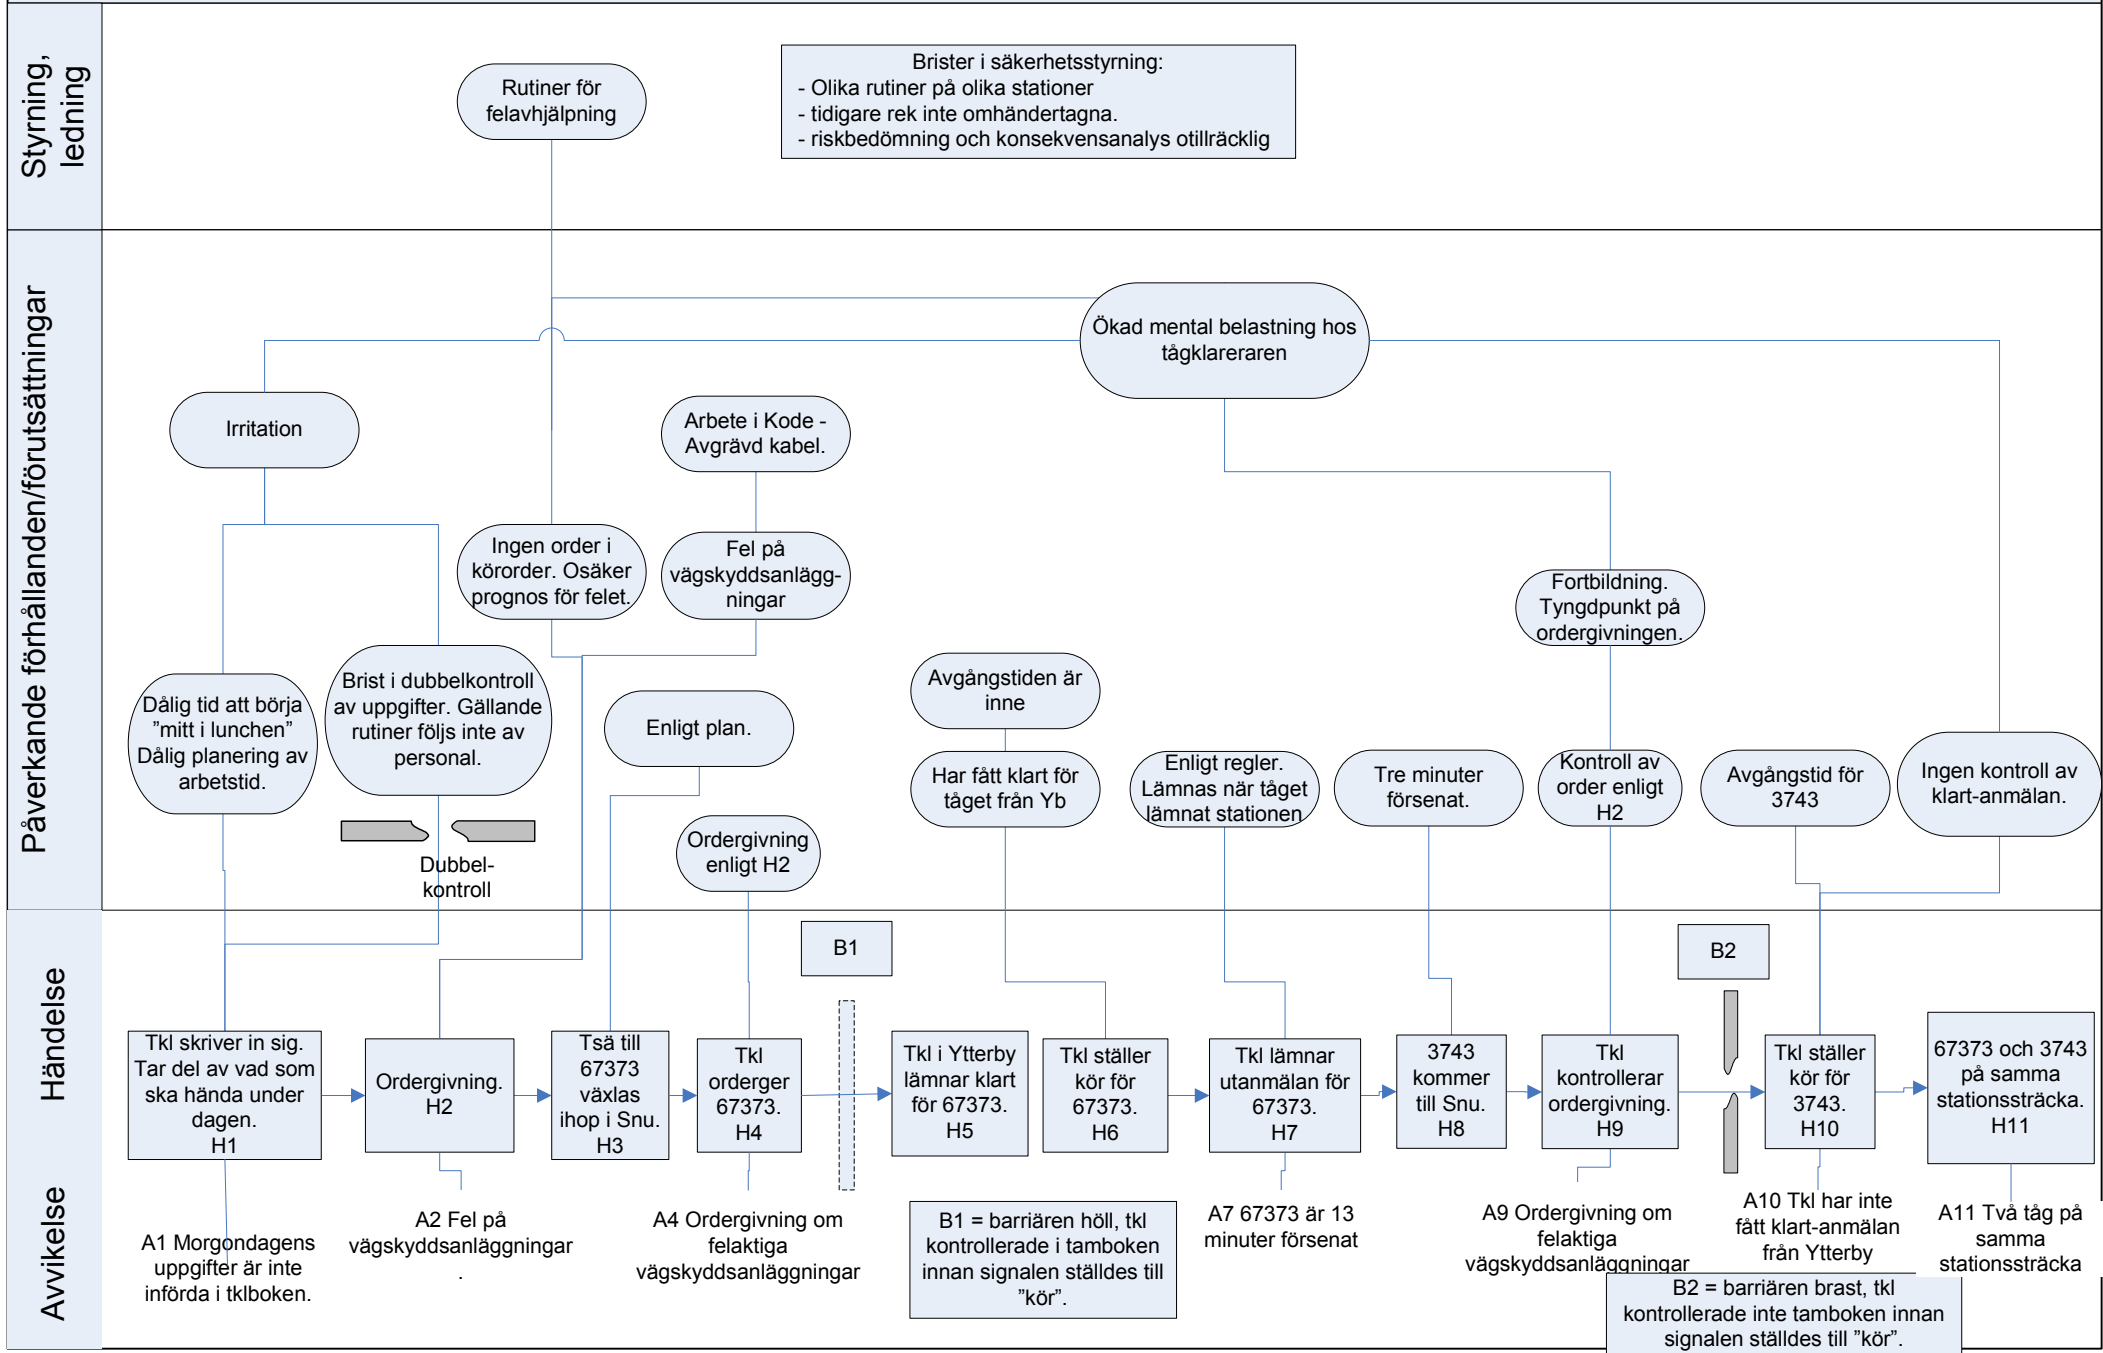 Styrning,
ledning
Rutiner för
felavhjälpning
Brister i säkerhetsstyrning:
- Olika rutiner på olika stationer
- tidigare rek inte omhändertagna.
- riskbedömning och konsekvensanalys otillräcklig
Påverkande förhållanden/förutsättningar
Ökad mental belastning hos
tågklareraren
Irritation
Arbete i Kode -
Avgrävd kabel.
Ingen order i
körorder. Osäker
prognos för felet.
Fel på
vägskyddsanlägg-
ningar
Fortbildning.
Tyngdpunkt på
ordergivningen.
Dålig tid att börja
”mitt i lunchen”
Dålig planering av
arbetstid.
Brist i dubbelkontroll
av uppgifter. Gällande
rutiner följs inte av
personal.
Enligt plan.
Avgångstiden är
inne
Har fått klart för
tåget från Yb
Enligt regler.
Lämnas när tåget
lämnat stationen
Tre minuter
försenat.
Kontroll av
order enligt
H2
Avgångstid för
3743
Ingen kontroll av
klart-anmälan.
Dubbel-
kontroll
Ordergivning
enligt H2
Händelse
B1
B2
Tkl skriver in sig.
Tar del av vad som
ska hända under
dagen.
H1
Ordergivning.
H2
Tsä till
67373
växlas
ihop i Snu.
H3
Tkl
orderger
67373.
H4
Tkl i Ytterby
lämnar klart
för 67373.
H5
Tkl ställer
kör för
67373.
H6
Tkl lämnar
utanmälan för
67373.
H7
3743
kommer
till Snu.
H8
Tkl
kontrollerar
ordergivning.
H9
Tkl ställer
kör för
3743.
H10
67373 och 3743
på samma
stationssträcka.
H11
Avvikelse
A1 Morgondagens
uppgifter är inte
införda i tklboken.
A2 Fel på
vägskyddsanläggningar
.
A4 Ordergivning om
felaktiga
vägskyddsanläggningar
B1 = barriären höll, tkl
kontrollerade i tamboken
innan signalen ställdes till
”kör”.
A7 67373 är 13
minuter försenat
A9 Ordergivning om
felaktiga
vägskyddsanläggningar
A10 Tkl har inte
fått klart-anmälan
från Ytterby
A11 Två tåg på
samma
stationssträcka
B2 = barriären brast, tkl
kontrollerade inte tamboken innan
signalen ställdes till ”kör”.